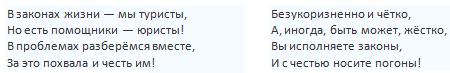 В законах жизни — мы туристы,
Но есть помощники — юристы!
В проблемах разберёмся вместе,
За это похвала и честь им!
Безукоризненно и чётко,
А, иногда, быть может, жёстко,
Вы исполняете законы,
И с честью носите погоны!